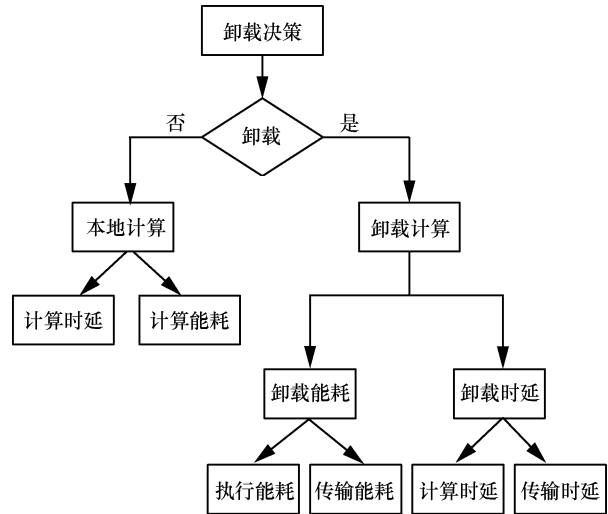 卸载决策
否
卸载
是
本地计算
卸载计算
计算时延
计算能耗
卸载能耗
卸载时延
执行能耗
传输能耗
计算时延
传输时延